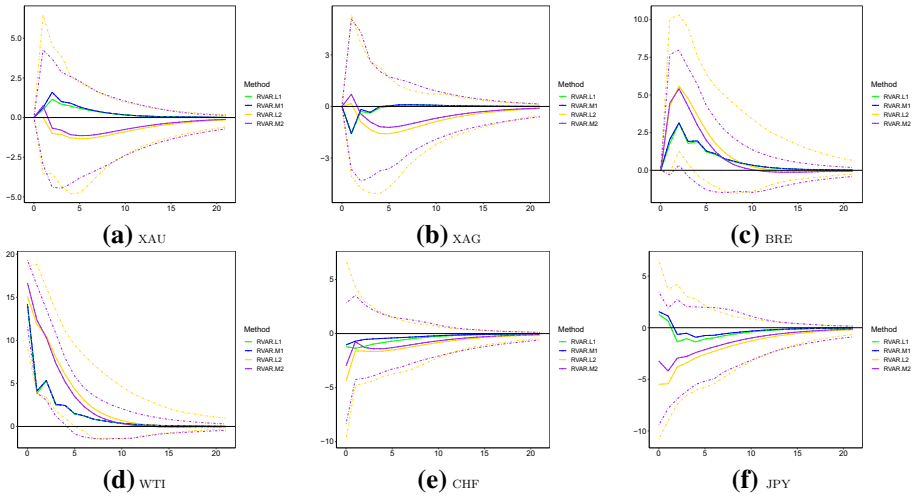 5.0
2.5
0.0
−2.5
−5.0
0 5 10 15 20
Method
RVAR.L1
RVAR.M1
RVAR.L2
RVAR.M2
(a) XAU
3
0
−3
0 5 10 15 20
Method
RVAR.L1
RVAR.M1
RVAR.L2
RVAR.M2
(b) XAG
10.0
7.5
5.0
2.5
0.0
0 5 10 15 20
Method
RVAR.L1
RVAR.M1
RVAR.L2
RVAR.M2
(c) BRE
20
15
10
5
0
0 5 10 15 20
Method
RVAR.L1
RVAR.M1
RVAR.L2
RVAR.M2
(d) WTI
5
0
−5
−10
0 5 10 15 20
Method
RVAR.L1
RVAR.M1
RVAR.L2
RVAR.M2
(e) CHF
5
0
−5
−10
0 5 10 15 20
Method
RVAR.L1
RVAR.M1
RVAR.L2
RVAR.M2
(f) JPY